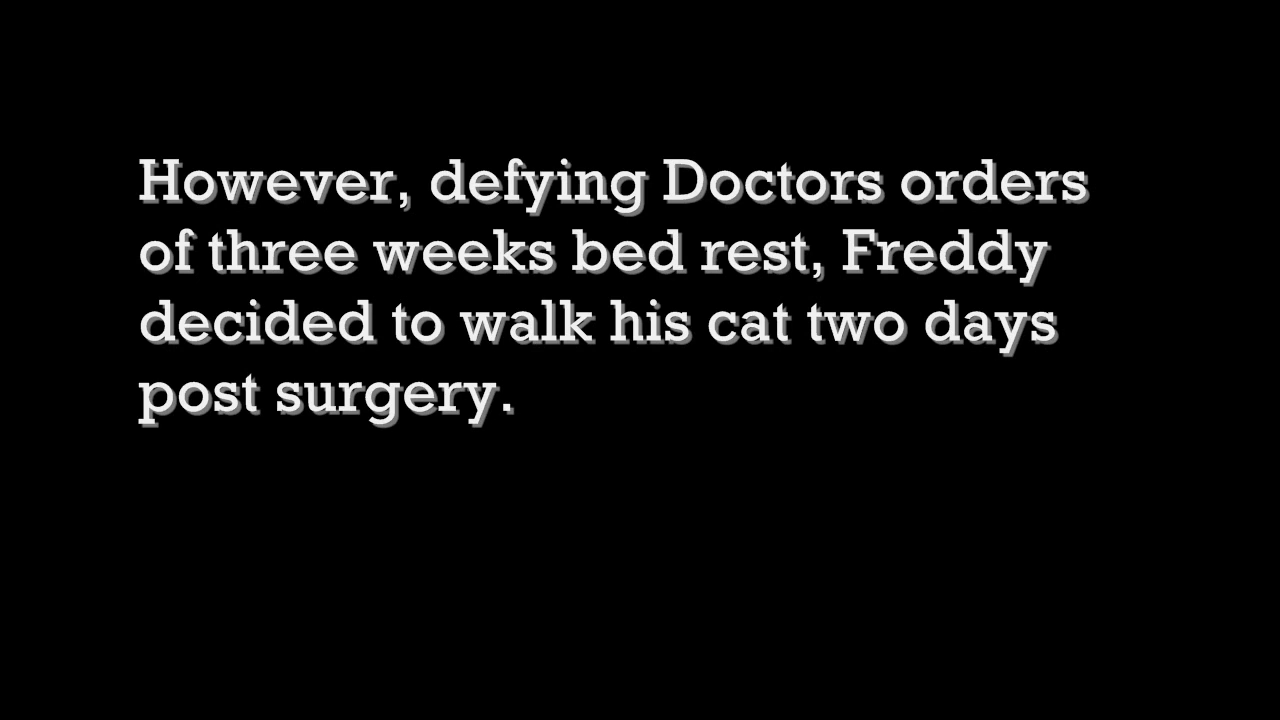 However, defying Doctors orders
of three weeks bed rest, Freddy
decided to walk his cat two days
post surgery.